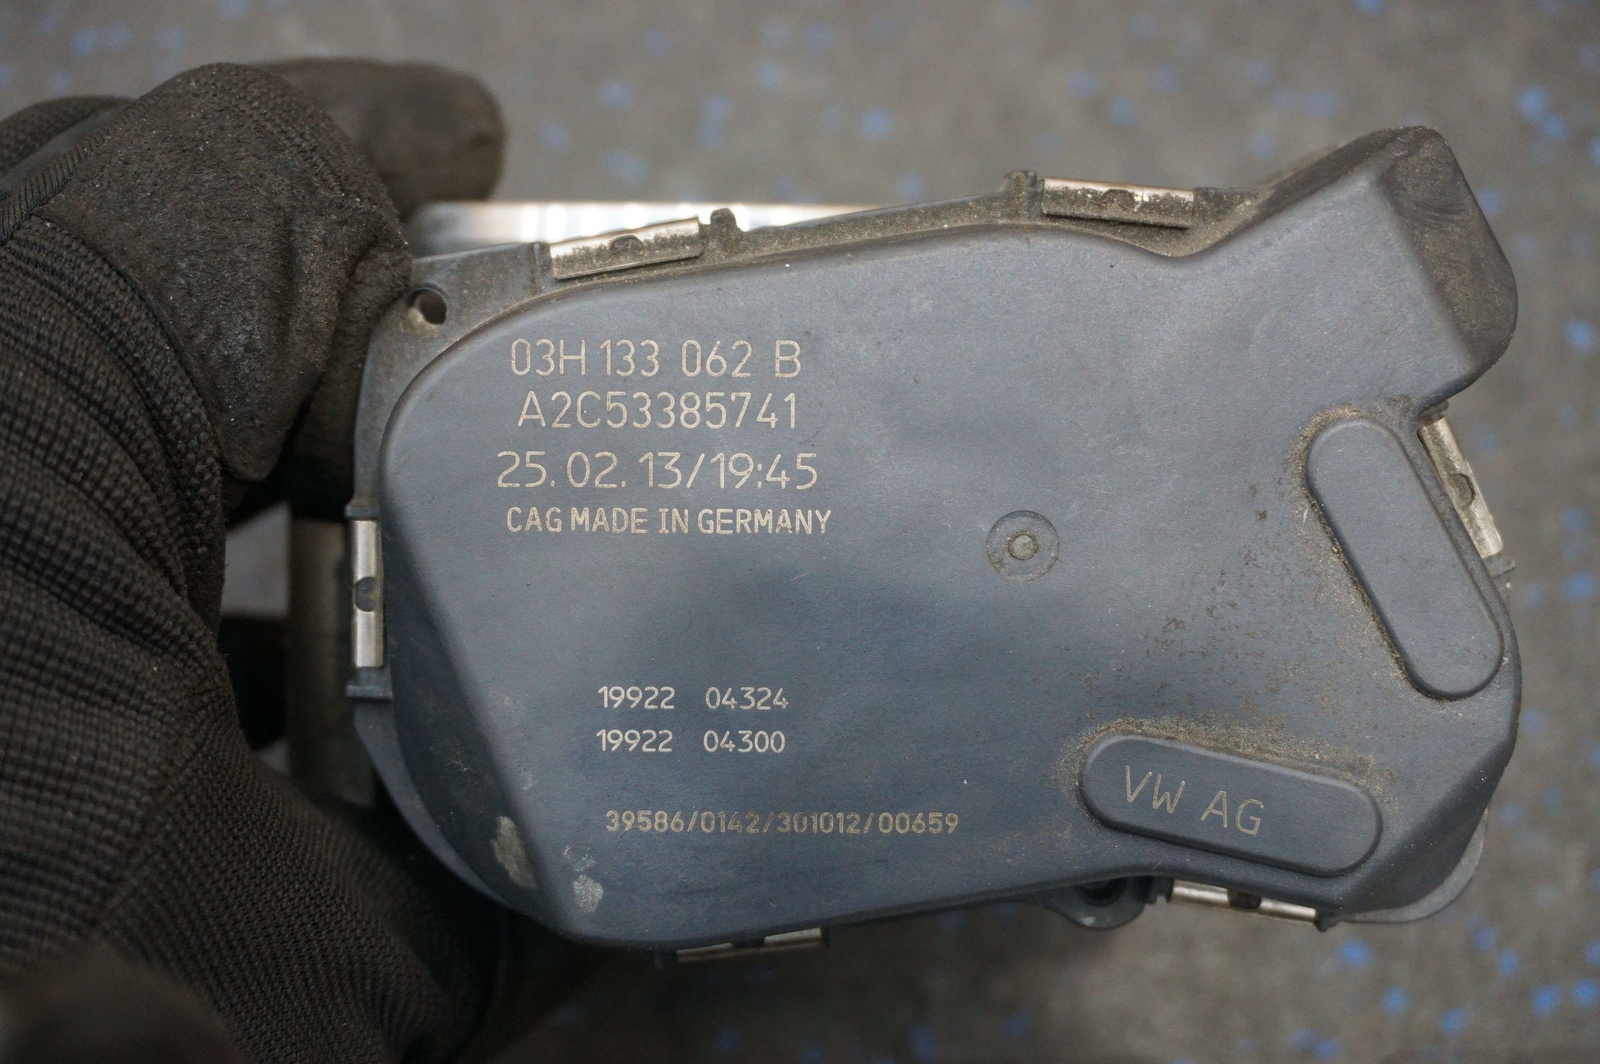 03H 133 062 B
A2C53385741
25.02.13/19:45
CAG MADE IN GERMANY
19922 04324
19922 04300
39586/0142/301012/00659
VW AG